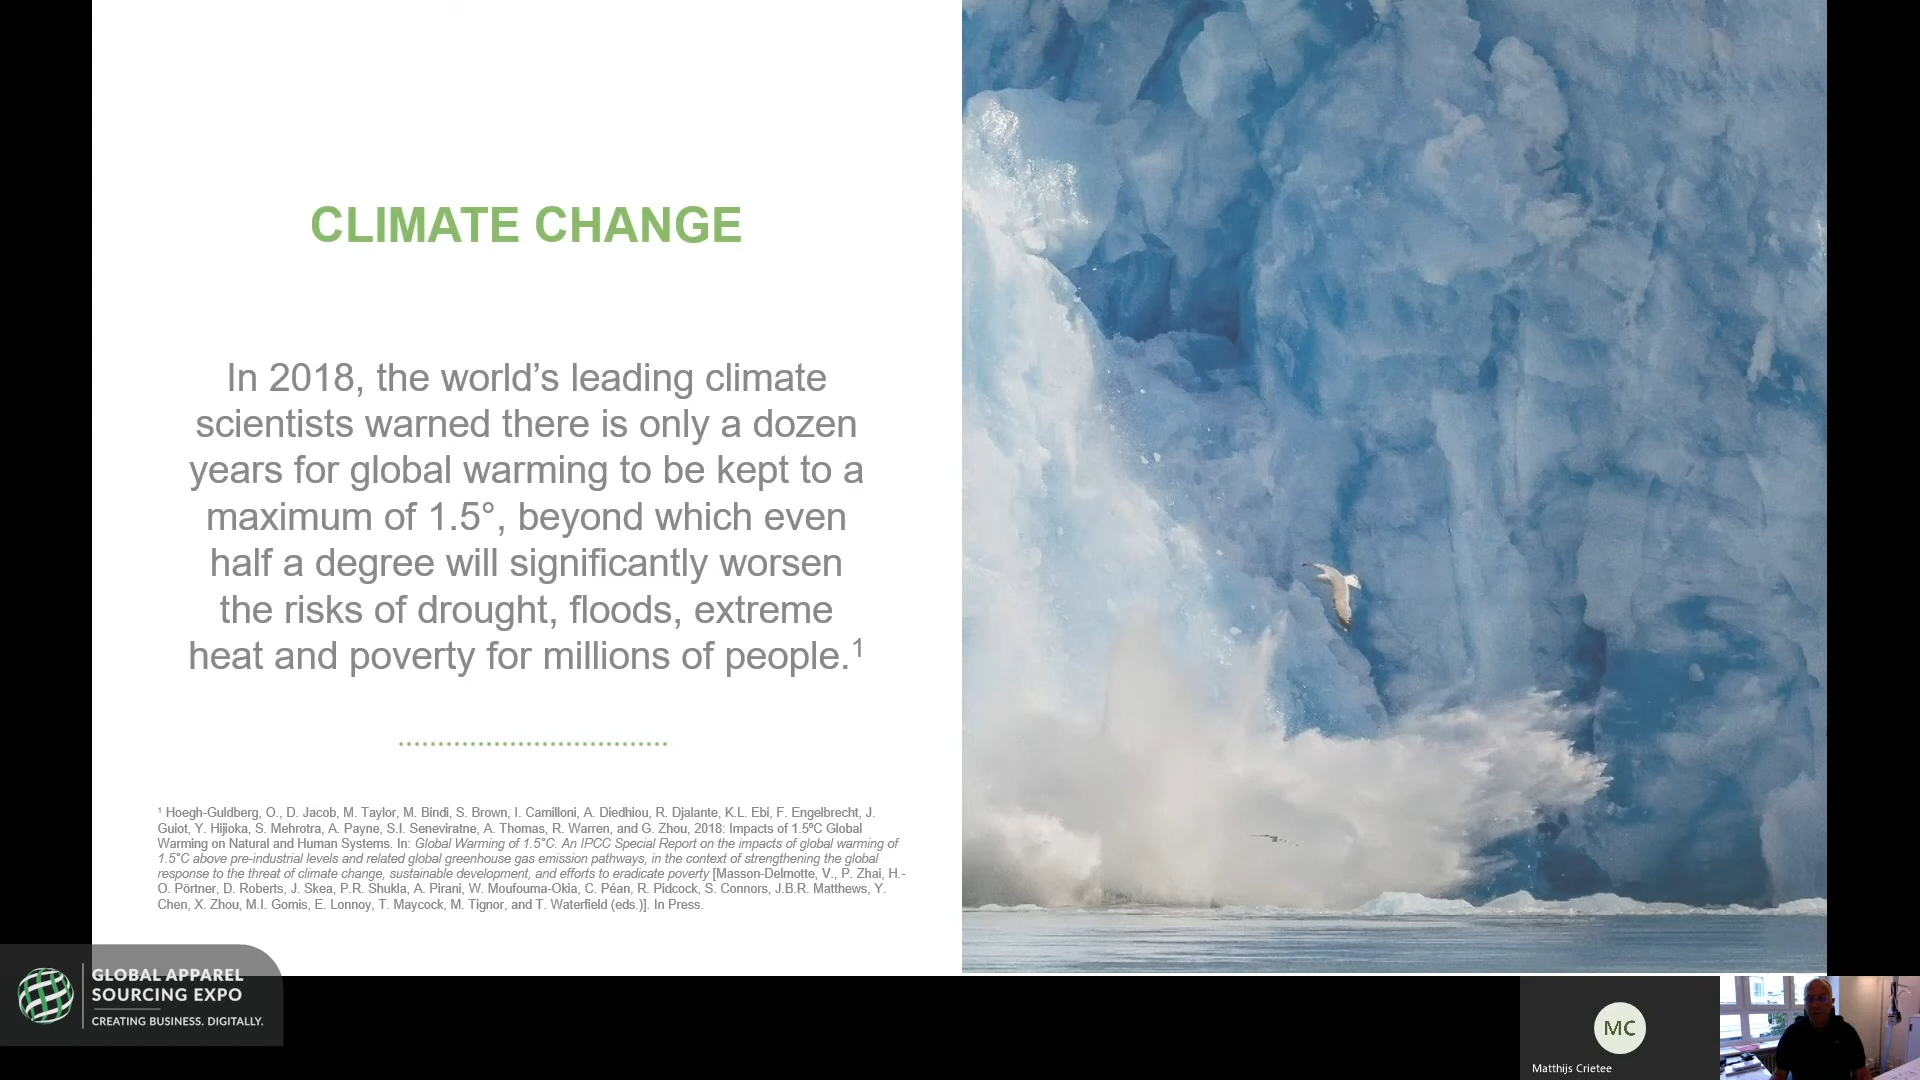 CLIMATE CHANGE
In 2018, the world’s leading climate
scientists warned there is only a dozen
years for global warming to be kept to a
maximum of 1.5°, beyond which even
half a degree will significantly worsen
the risks of drought, floods, extreme
heat and poverty for millions of people.¹
¹ Hoegh-Guldberg, O., D. Jacob, M. Taylor, M. Bindi, S. Brown, I. Camilloni, A. Diedhiou, R. Djalante, K.L. Ebi, F. Engelbrecht, J.
Guiot, Y. Hijioka, S. Mehrotra, A. Payne, S.I. Seneviratne, A. Thomas, R. Warren, and G. Zhou, 2018: Impacts of 1.5ºC Global
Warming on Natural and Human Systems. In: Global Warming of 1.5°C. An IPCC Special Report on the impacts of global warming of
1.5°C above pre-industrial levels and related global greenhouse gas emission pathways, in the context of strengthening the global
response to the threat of climate change, sustainable development, and efforts to eradicate poverty [Masson-Delmotte, V., P. Zhai, H.-
O. Pörtner, D. Roberts, J. Skea, P.R. Shukla, A. Pirani, W. Moufouma-Okia, C. Péan, R. Pidcock, S. Connors, J.B.R. Matthews, Y.
Chen, X. Zhou, M.I. Gomis, E. Lonnoy, T. Maycock, M. Tignor, and T. Waterfield (eds.)]. In Press.
GLOBAL APPAREL
SOURCING EXPO
CREATING BUSINESS. DIGITALLY.
MC
Matthijs Crietee